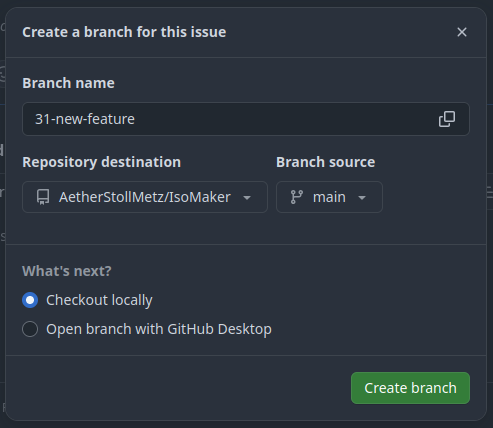 Create a branch for this issue
Branch name
31-new-feature
Repository destination
Branch source
AetherStollMetz/IsoMaker
main
What's next?
Checkout locally
Open branch with GitHub Desktop
Create branch